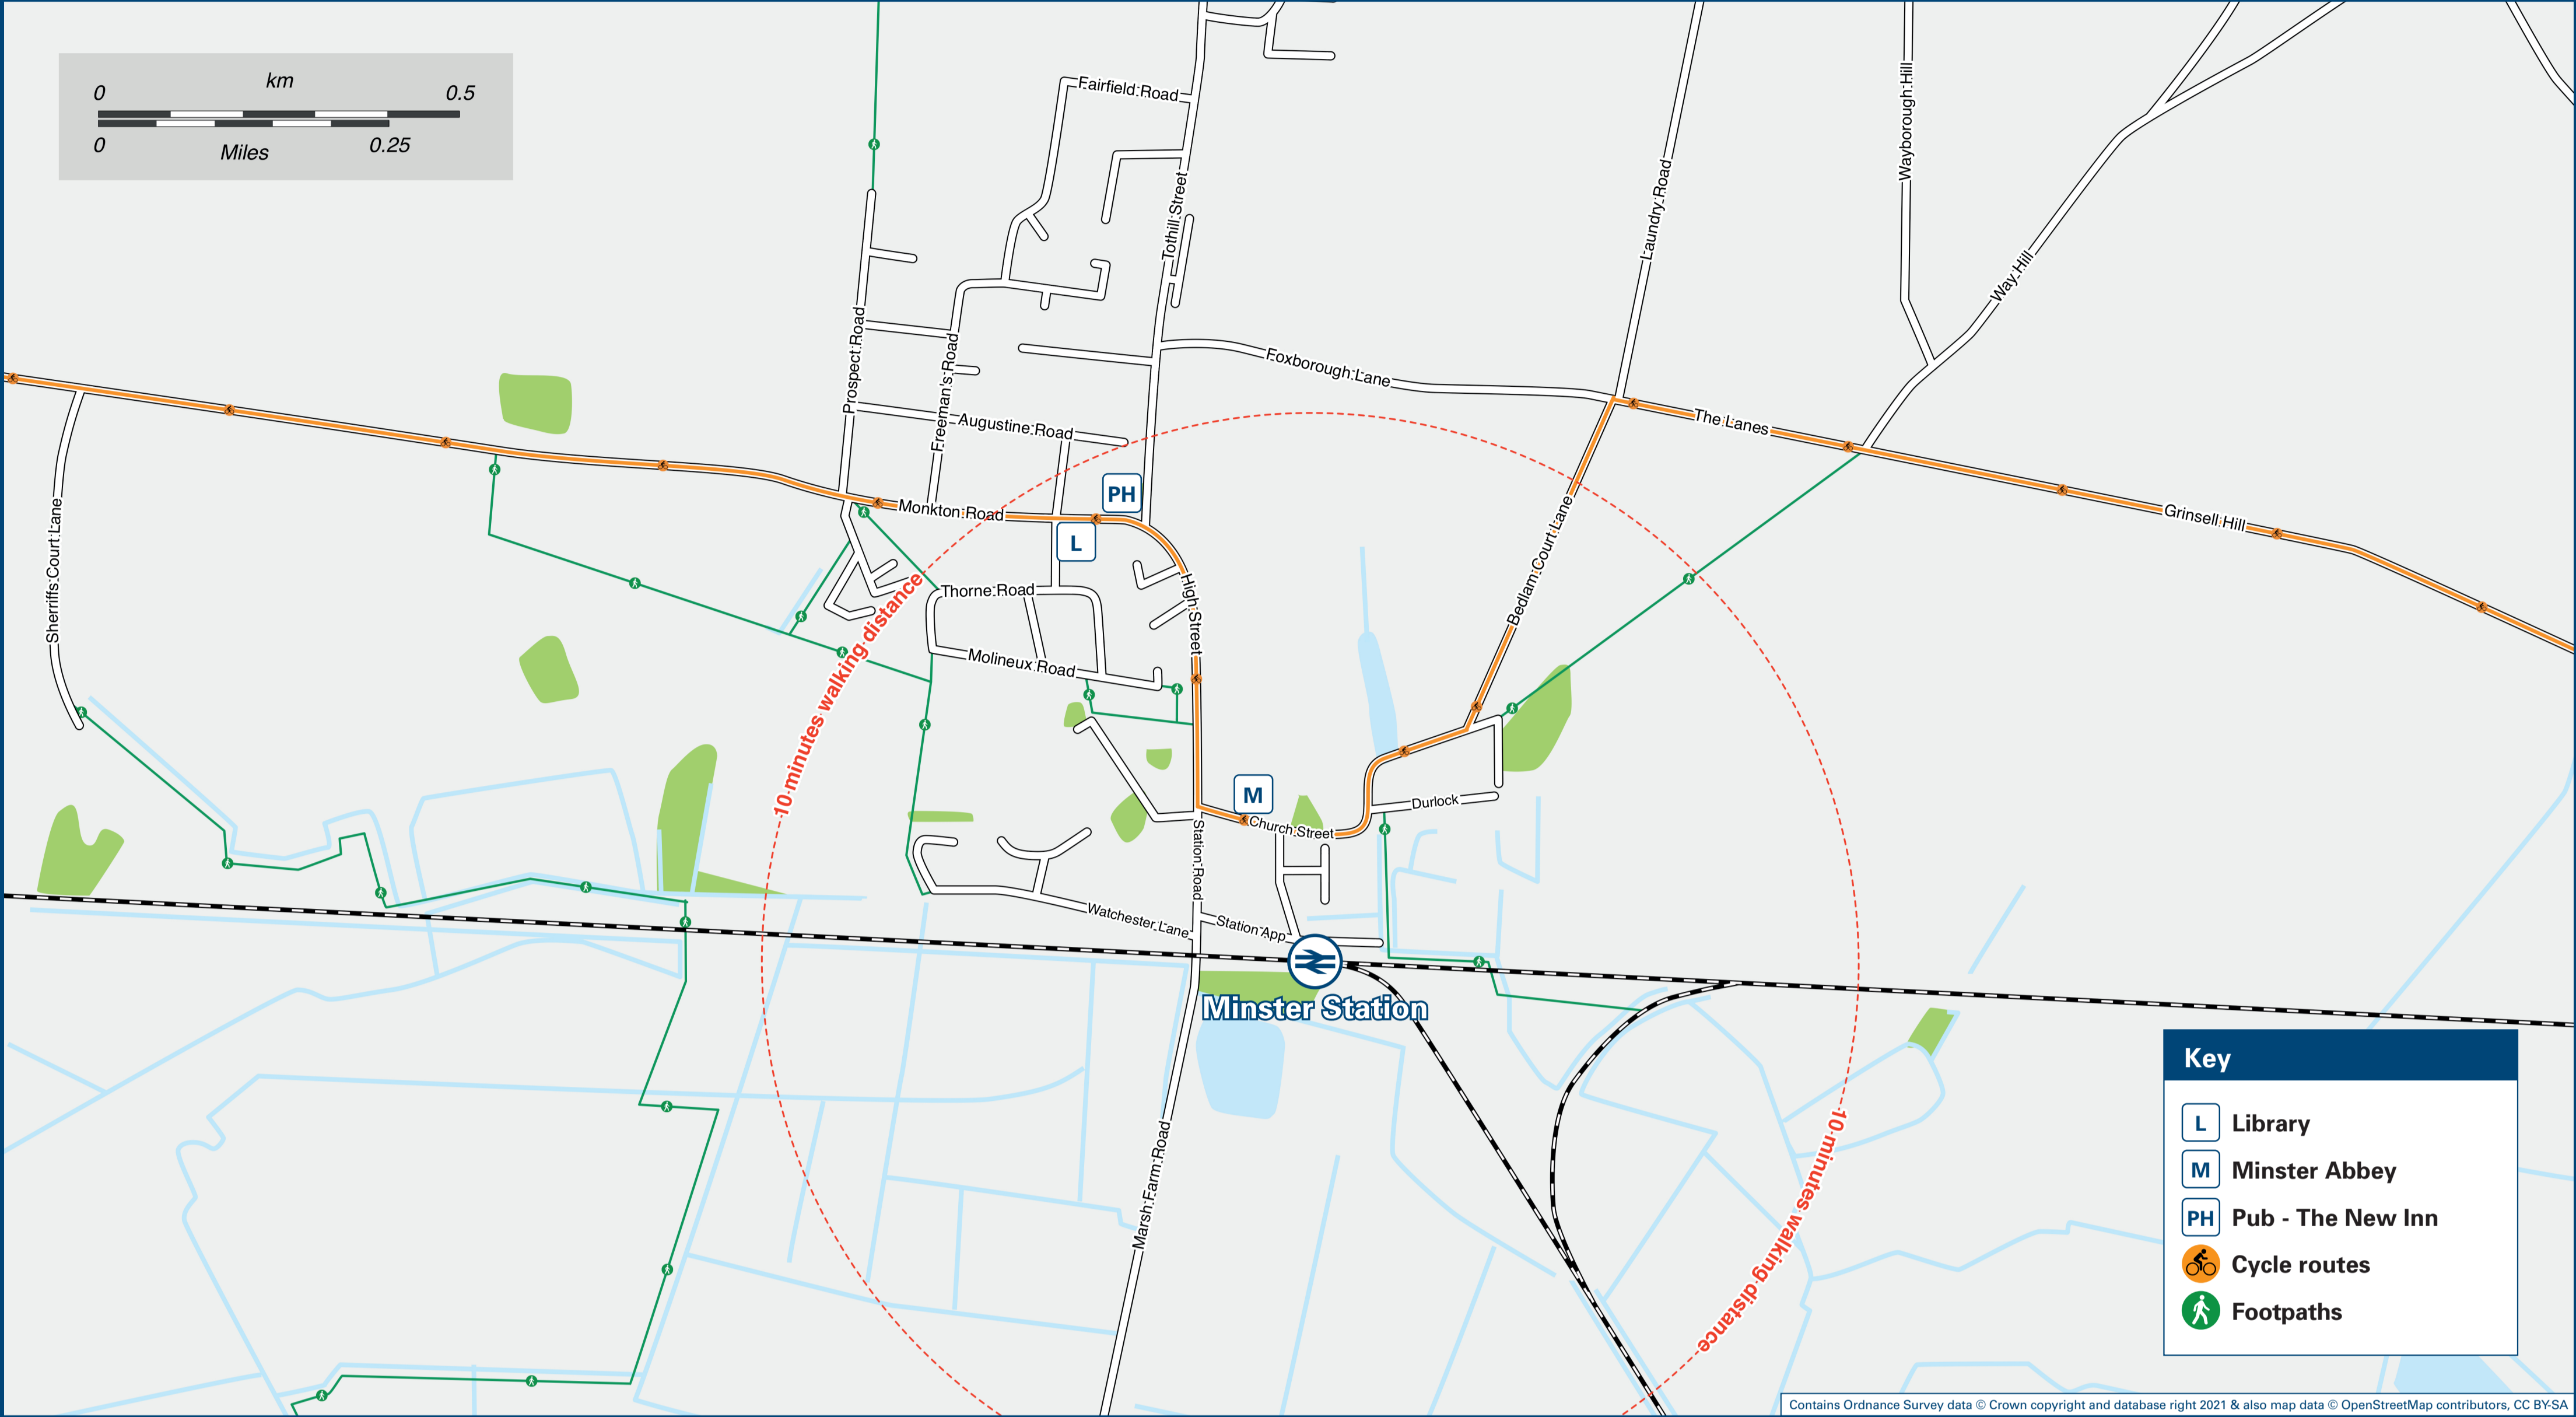 km
0 0.5
0 0.25
Miles
Fairfield Road
Tothill Street
Laundry Road
Wayborough Hill
Way Hill
Prospect Road
Freeman's Road
Foxborough Lane
Augustine Road
The Lanes
Grinsell Hill
Monkton Road
PH
L
Sherriffs Court Lane
Bedlam Court Lane
Thorne Road
High Street
Molineux Road
10 minutes walking distance
M
Church Street
Durlock
Station Road
Watchester Lane
Station App
Minster Station
Marsh Farm Road
10 minutes walking distance
Key
L Library
M Minster Abbey
PH Pub - The New Inn
Cycle routes
Footpaths
Contains Ordnance Survey data © Crown copyright and database right 2021 & also map data © OpenStreetMap contributors, CC BY-SA